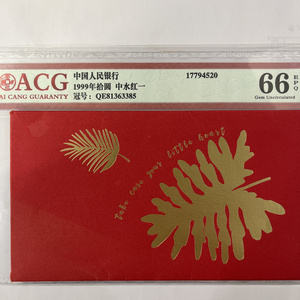 ACG
AI CANG GUARANTY
中国人民银行
1999年拾圆 中水红一
冠号: QE81363385
17794520
66
EPQ
Gem Uncirculated
Take care your little heart